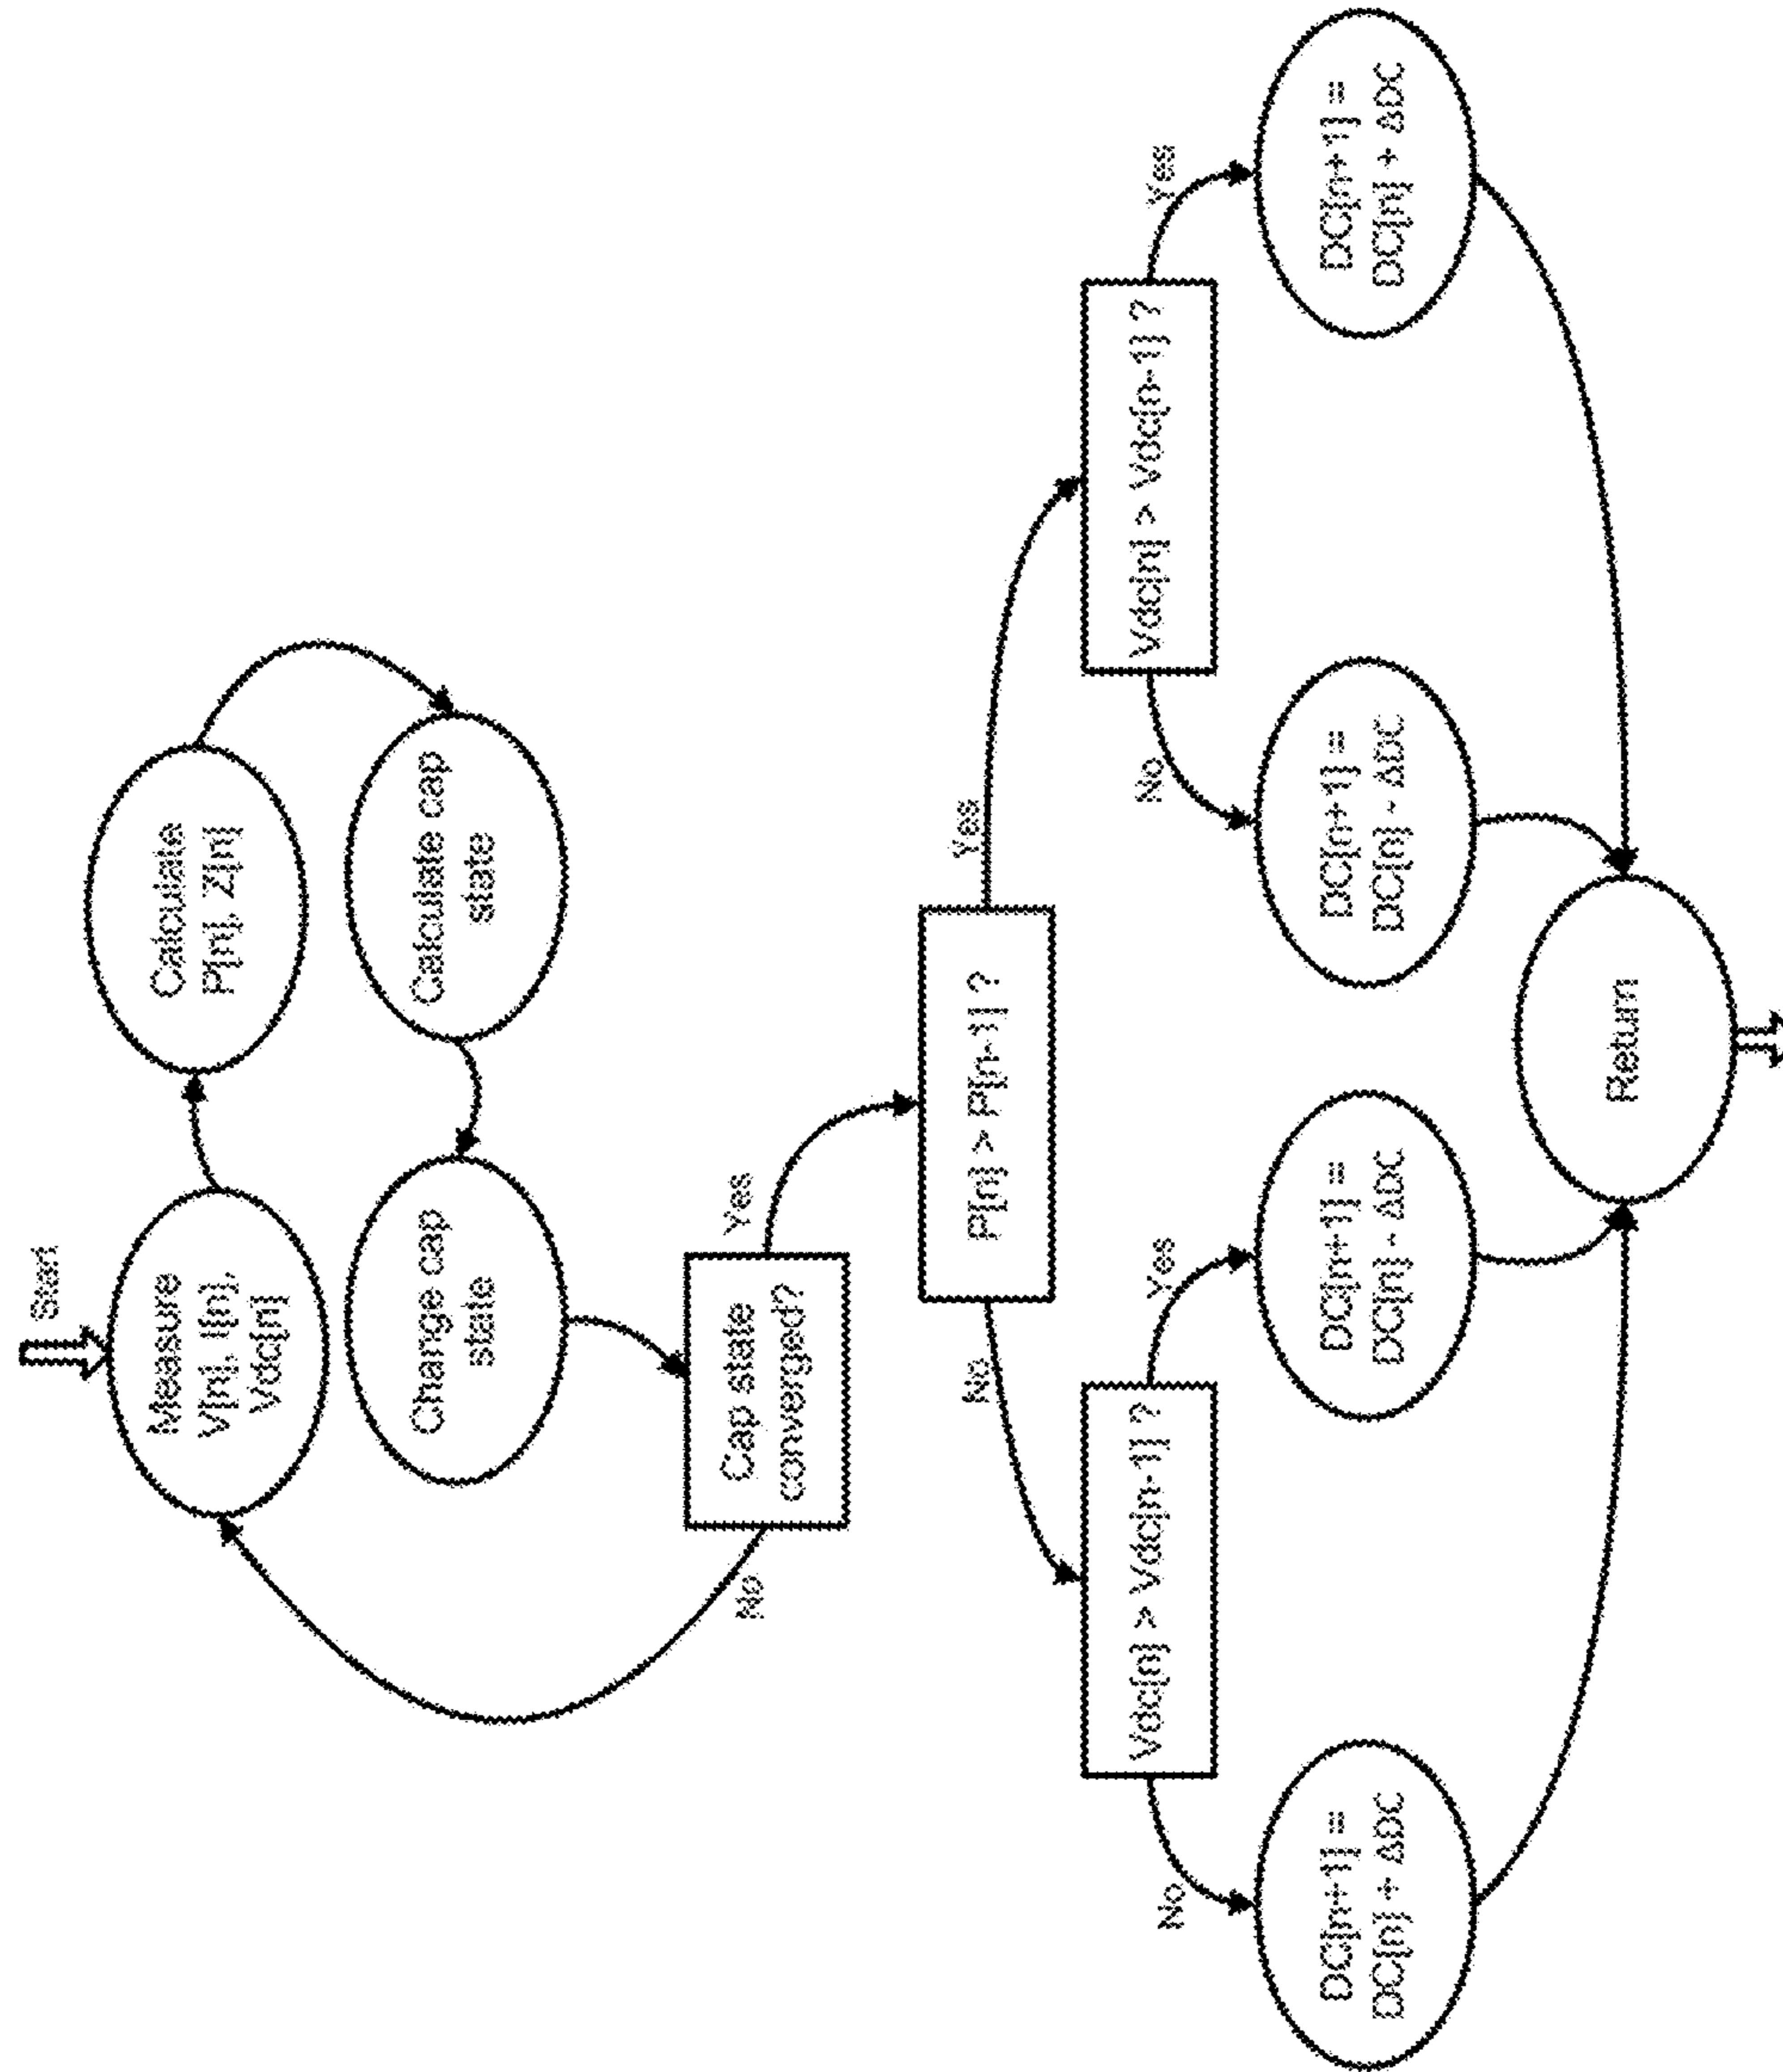 Start
Measure
V[n], I[n],
Vdc[n]
Calculate
P[n], Z[n]
Change cap
state
Calculate cap
state
Cap state
converged?
No
Yes
P[n] > P[n-1] ?
No
Yes
Vdc[n] > Vdc[n-1] ?
No
Yes
Vdc[n] > Vdc[n-1] ?
No
Yes
DC[n+1] =
DC[n] + ΔDC
DC[n+1] =
DC[n] - ΔDC
DC[n+1] =
DC[n] - ΔDC
DC[n+1] =
DC[n] + ΔDC
Return